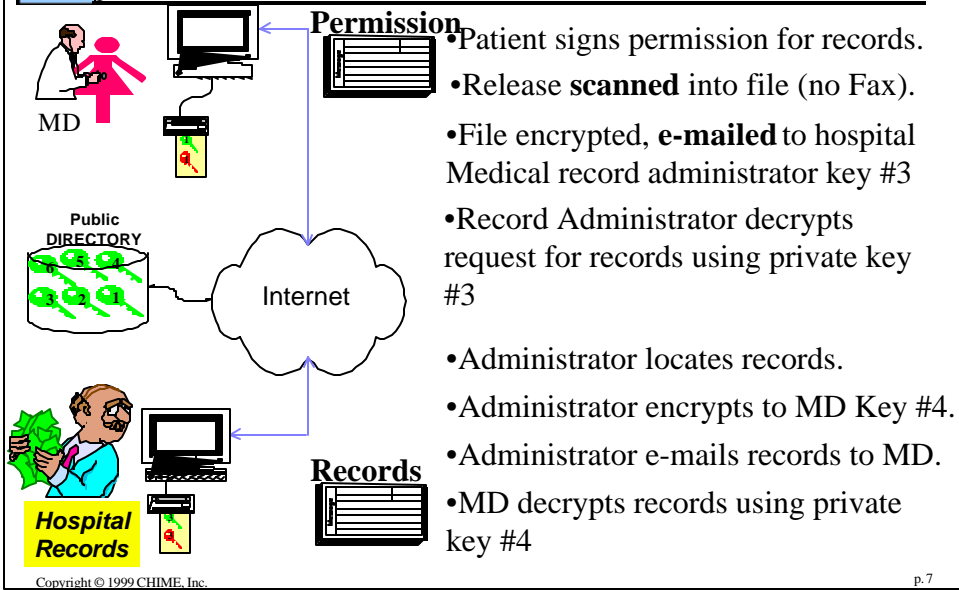 Permission
•Patient signs permission for records.
•Release scanned into file (no Fax).
MD
•File encrypted, e-mailed to hospital
Medical record administrator key #3
•Record Administrator decrypts
request for records using private key
#3
Public
DIRECTORY
6 5 4
3 2 1
Internet
•Administrator locates records.
•Administrator encrypts to MD Key #4.
•Administrator e-mails records to MD.
•MD decrypts records using private
key #4
Records
Hospital
Records
Copyright © 1999 CHIME, Inc.
p. 7